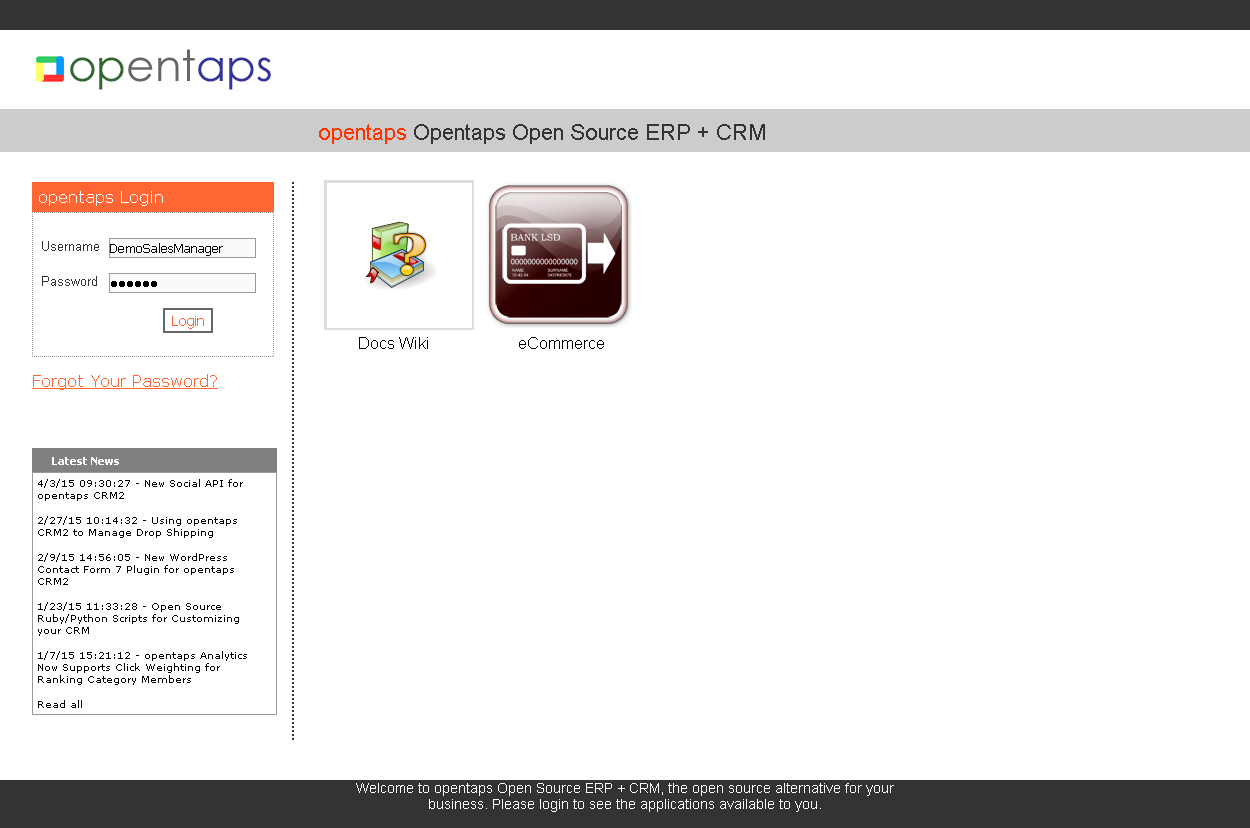 opentaps
opentaps Opentaps Open Source ERP + CRM
opentaps Login
Username DemoSalesManager
Password ●●●●●●
Login
Forgot Your Password?
Latest News
4/3/15 09:30:27 - New Social API for
opentaps CRM2
2/27/15 10:14:32 - Using opentaps
CRM2 to Manage Drop Shipping
2/9/15 14:56:05 - New WordPress
Contact Form 7 Plugin for opentaps
CRM2
1/23/15 11:33:28 - Open Source
Ruby/Python Scripts for Customizing
your CRM
1/7/15 15:21:12 - opentaps Analytics
Now Supports Click Weighting for
Ranking Category Members
Read all
Docs Wiki
BANK LSD
NAME SURNAME
eCommerce
Welcome to opentaps Open Source ERP + CRM, the open source alternative for your
business. Please login to see the applications available to you.